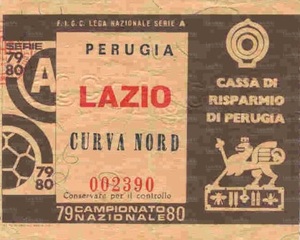 F.I.G.C. LEGA NAZIONALE SERIE A
SERIE
79
80
A
PERUGIA
LAZIO
CURVA NORD
79
80
002390
Conservare per il controllo
79 CAMPIONATO NAZIONALE 80
CASSA DI
RISPARMIO
DI PERUGIA